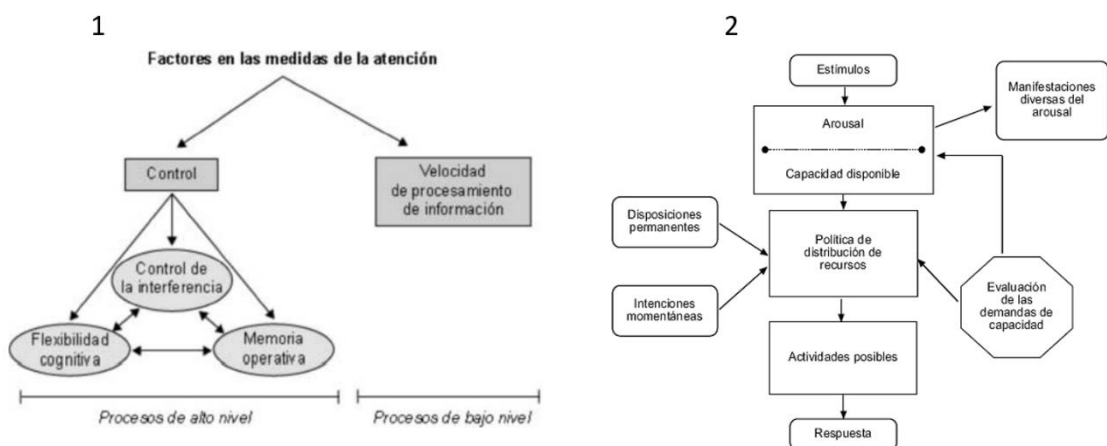 1
Factores en las medidas de la atención
Control
Velocidad
de procesamiento
de información
Control de
la interferencia
Flexibilidad
cognitiva
Memoria
operativa
Procesos de alto nivel
Procesos de bajo nivel
2
Estímulos
Arousal
Capacidad disponible
Manifestaciones
diversas del
arousal
Disposiciones
permanentes
Política de
distribución de
recursos
Intenciones
momentáneas
Evaluación
de las
demandas de
capacidad
Actividades posibles
Respuesta